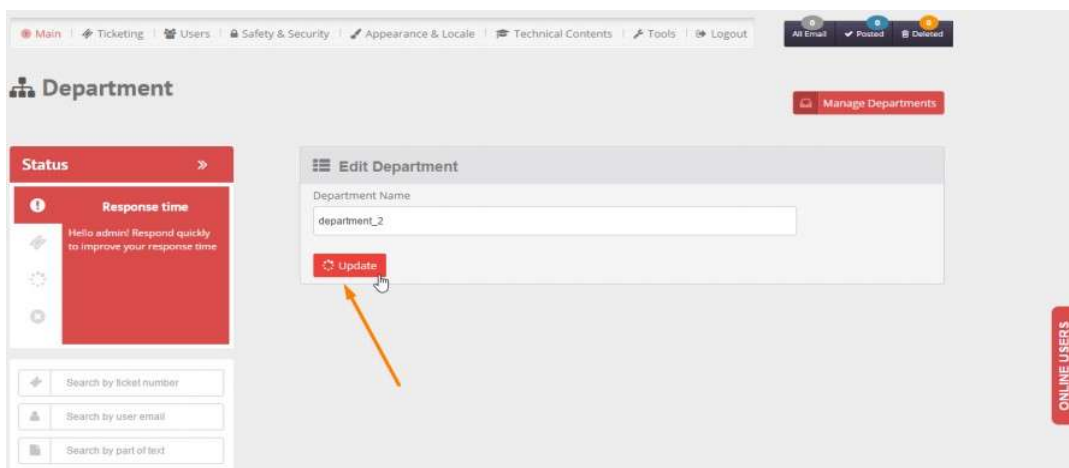 Main Ticketing Users Safety & Security Appearance & Locale Technical Contents Tools Logout
0 0 0
All Email Posted Deleted
Department
Manage Departments
Status
Response time
Hello admin! Respond quickly
to improve your response time
Edit Department
Department Name
department_2
Update
Search by ticket number
Search by user email
Search by part of text
ONLINE USERS